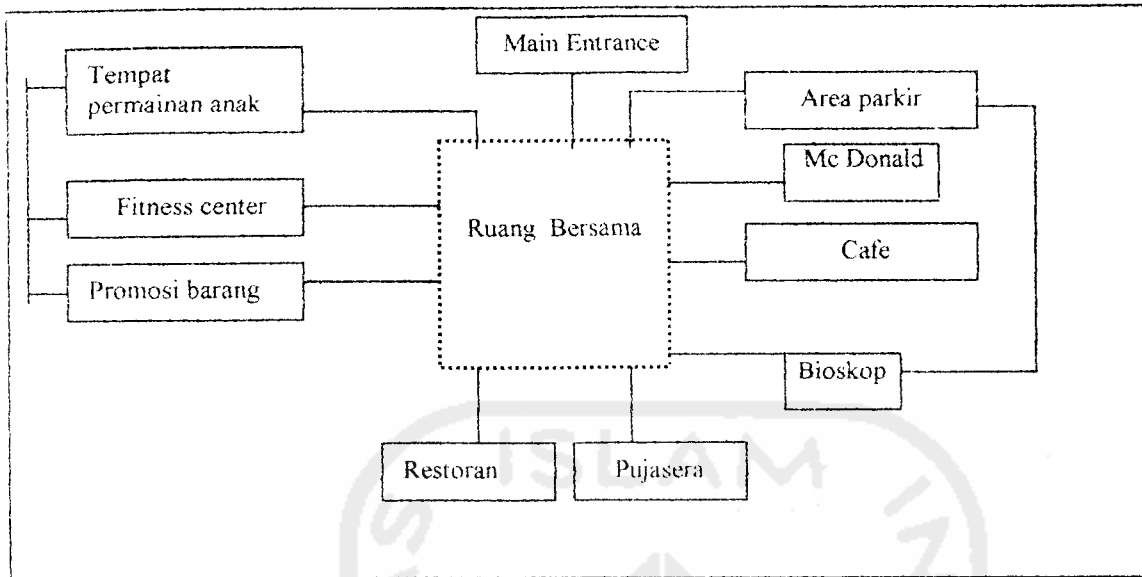 Main Entrance
Tempat
permainan anak
Area parkir
Mc Donald
Fitness center
Ruang Bersama
Cafe
Promosi barang
Bioskop
Restoran
Pujasera
ISLAM